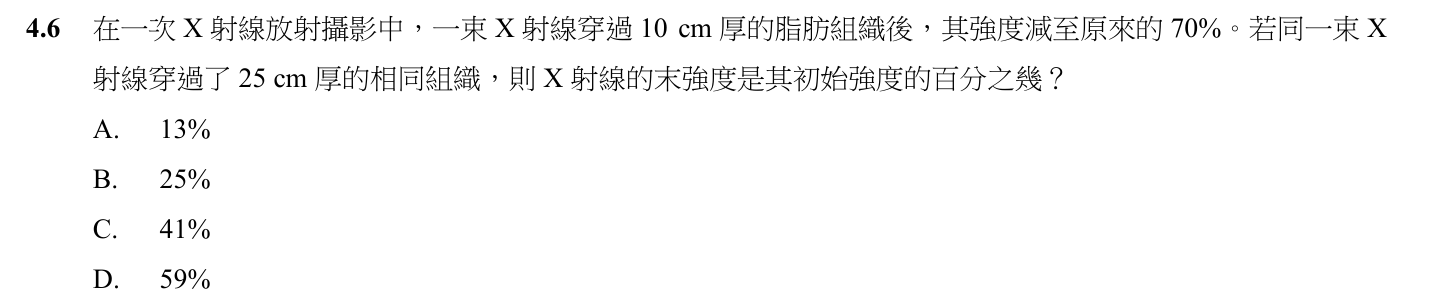 4.6 在一次 X 射線放射攝影中，一束 X 射線穿過 10 cm 厚的脂肪組織後，其強度減至原來的 70%。若同一束 X
射線穿過了 25 cm 厚的相同組織，則 X 射線的末強度是其初始強度的百分之幾？
A. 13%
B. 25%
C. 41%
D. 59%